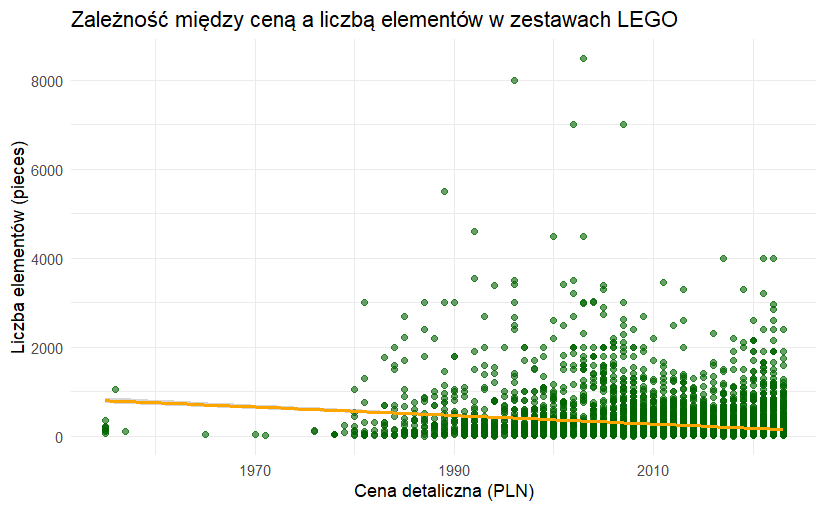 Zależność między ceną a liczbą elementów w zestawach LEGO
8000
6000
4000
2000
0
Liczba elementów (pieces)
1970 1990 2010
Cena detaliczna (PLN)